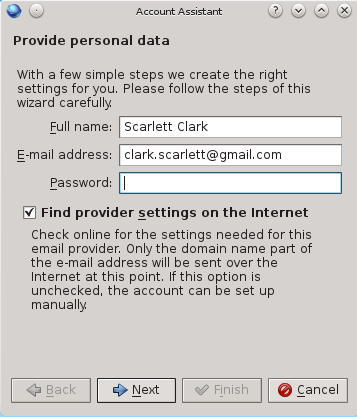 Account Assistant
Provide personal data
With a few simple steps we create the right
settings for you. Please follow the steps of this
wizard carefully.
Full name: Scarlett Clark
E-mail address: clark.scarlett@gmail.com
Password:
Find provider settings on the Internet
Check online for the settings needed for this
email provider. Only the domain name part of
the e-mail address will be sent over the
Internet at this point. If this option is
unchecked, the account can be set up
manually.
Back Next Finish Cancel